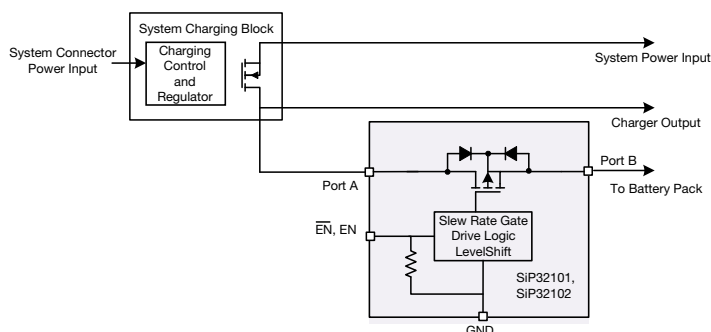 System Charging Block
System Connector
Power Input
Charging
Control
and
Regulator
System Power Input
Charger Output
Port A
Port B
To Battery Pack
EN, EN
Slew Rate Gate
Drive Logic
LevelShift
SiP32101,
SiP32102
GND